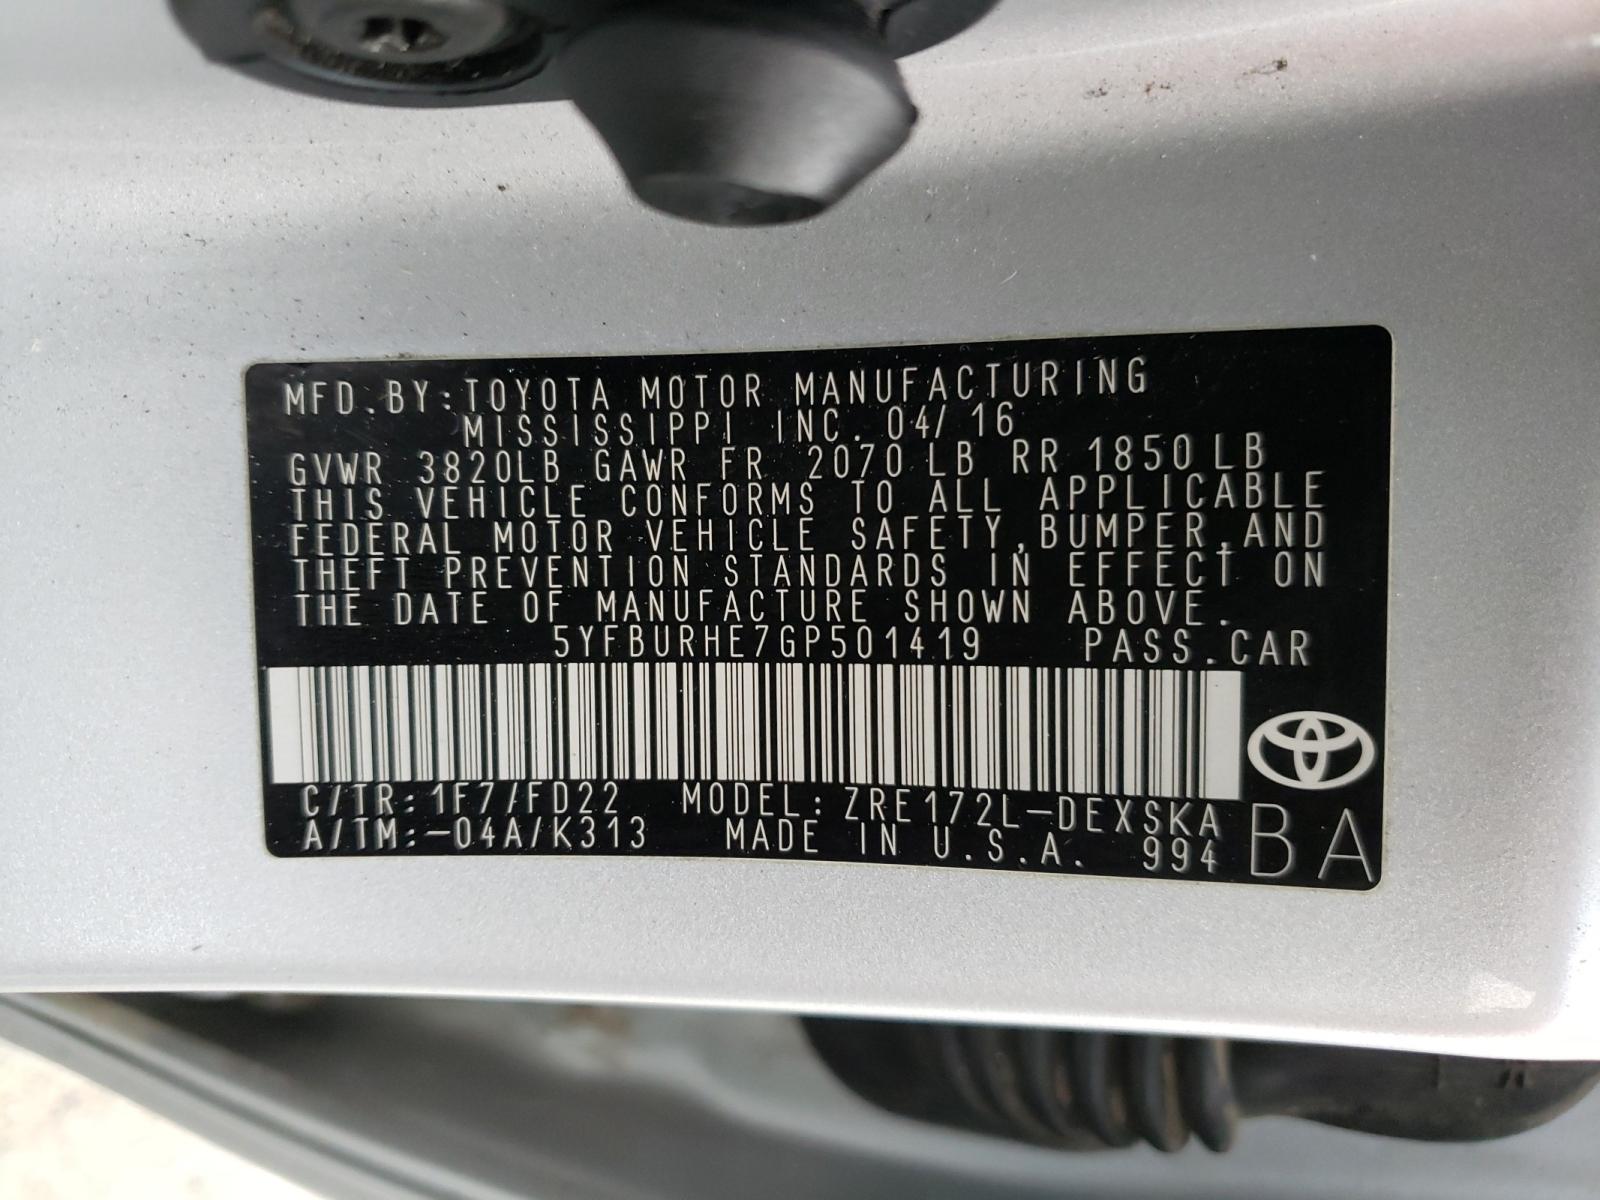 MFD.BY:TOYOTA MOTOR MANUFACTURING
MISSISSIPPI INC. 04/16
GVWR 3820LB GAWR FR 2070LB RR 1850LB
THIS VEHICLE CONFORMS TO ALL APPLICABLE
FEDERAL MOTOR VEHICLE SAFETY,BUMPER,AND
THEFT PREVENTION STANDARDS IN EFFECT ON
THE DATE OF MANUFACTURE SHOWN ABOVE.
5YFBURHE7GP501419 PASS.CAR
C/TR:1F7/FD22 MODEL:ZRE172L-DEXSKA
A/TM:-04A/K313 MADE IN U.S.A. 994 BA